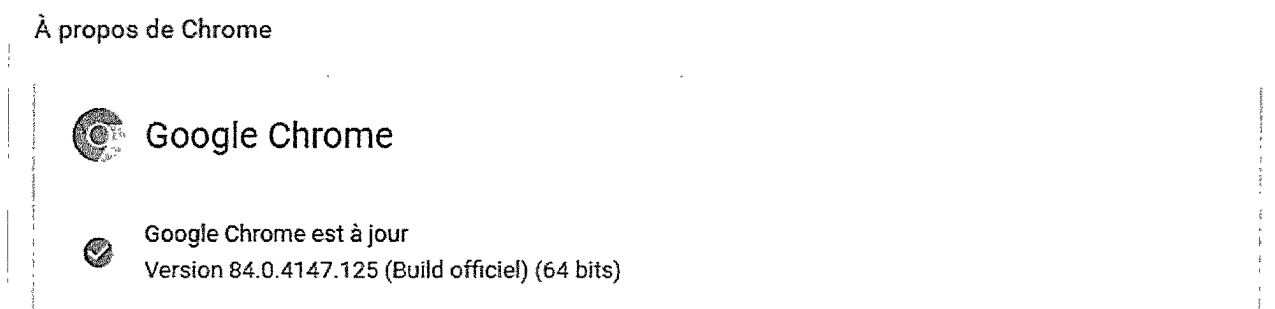 À propos de Chrome
Google Chrome
Google Chrome est à jour
Version 84.0.4147.125 (Build officiel) (64 bits)